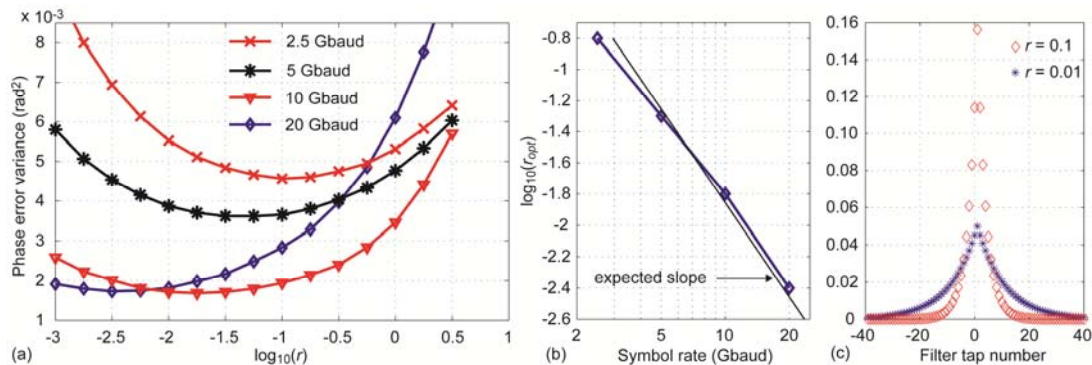 × 10⁻³
8
7
6
5
4
3
2
1
Phase error variance (rad²)
2.5 Gbaud
5 Gbaud
10 Gbaud
20 Gbaud
-3 -2.5 -2 -1.5 -1 -0.5 0 0.5 1
log₁₀(r)
(a)
(b)
-0.8
-1
-1.2
-1.4
-1.6
-1.8
-2
-2.2
-2.4
-2.6
log₁₀(rₒₚₜ)
expected slope
2 5 10 20
Symbol rate (Gbaud)
(c)
0.16
0.14
0.12
0.10
0.08
0.06
0.04
0.02
0
r = 0.1
r = 0.01
-40 -20 0 20 40
Filter tap number